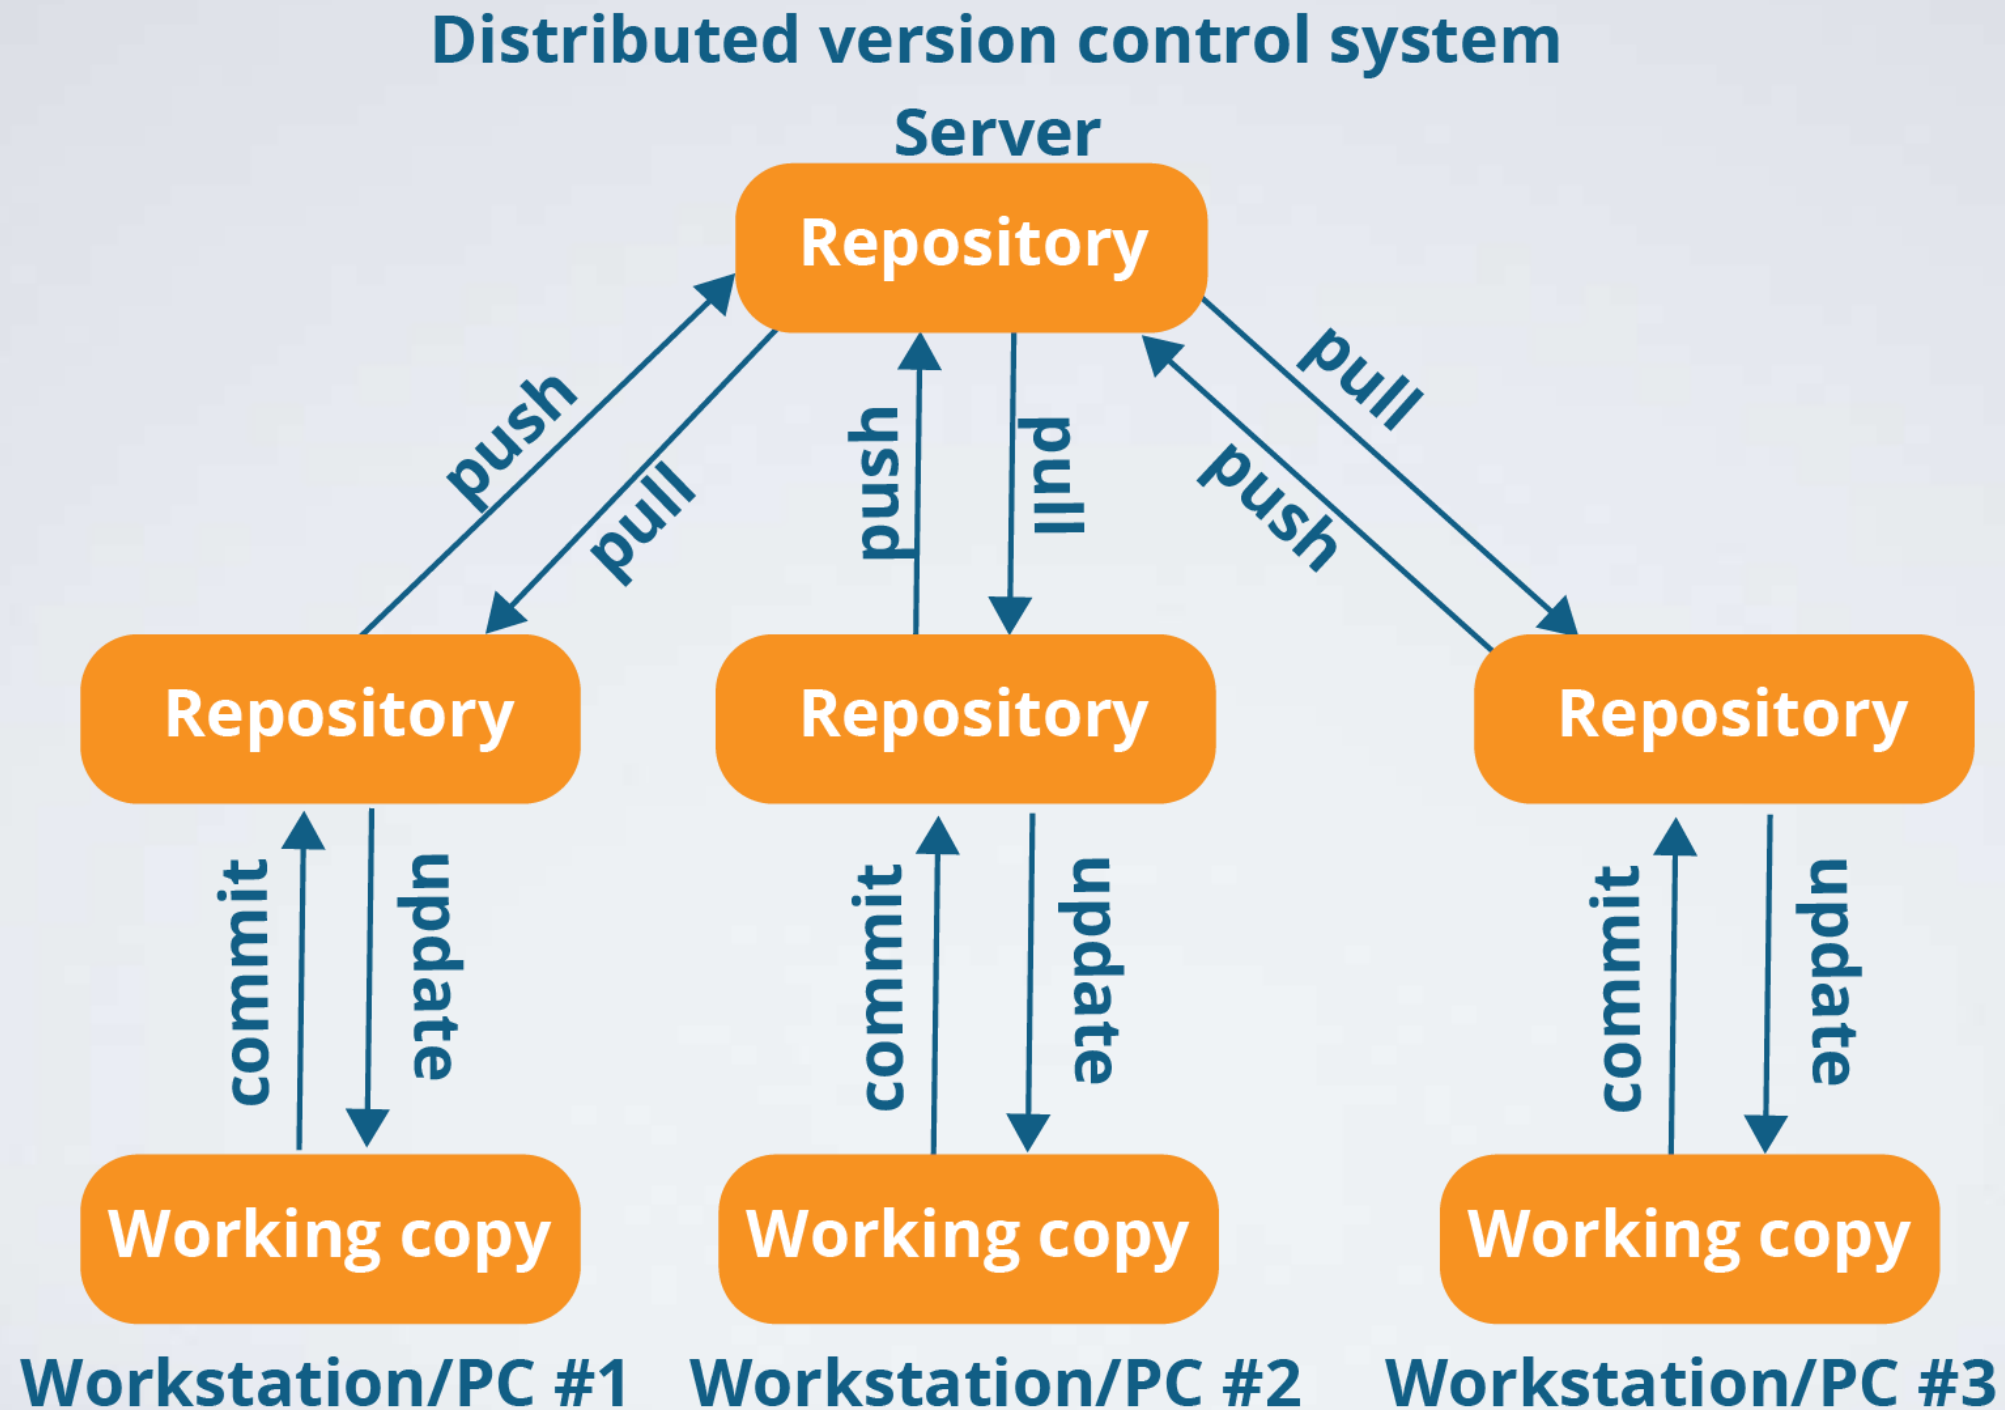 Distributed version control system
Server
Repository
push
pull
push
pull
push
pull
Repository
Repository
Repository
commit
update
commit
update
commit
update
Working copy
Working copy
Working copy
Workstation/PC #1
Workstation/PC #2
Workstation/PC #3